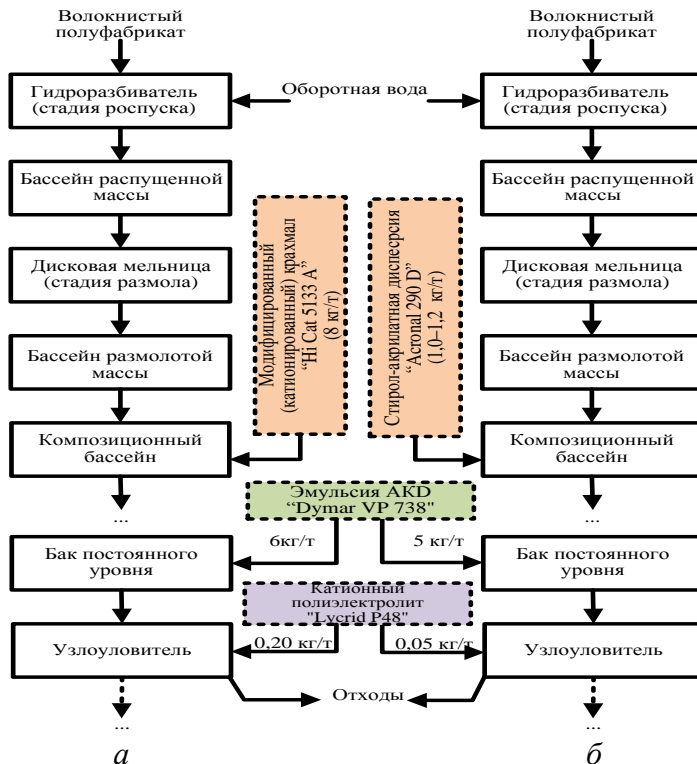 Волокнистый
полуфабрикат
Волокнистый
полуфабрикат
Гидроразбиватель
(стадия роспуска)
Оборотная вода
Гидроразбиватель
(стадия роспуска)
Бассейн распущенной
массы
Бассейн распущенной
массы
Дисковая мельница
(стадия размола)
Дисковая мельница
(стадия размола)
Бассейн размолотой
массы
Бассейн размолотой
массы
Модифицированный
(катионированный) крахмал
“Hi Cat 5133 A”
(8 кг/т)
Стирол-акрилатная диспесрсия
“Acronal 290 D”
(1,0–1,2 кг/т)
Композиционный
бассейн
Композиционный
бассейн
...
Эмульсия АКD
“Dymar VP 738"
...
6кг/т
5 кг/т
Бак постоянного
уровня
Бак постоянного
уровня
Катионный
полиэлектролит
"Lycrid P48"
0,20 кг/т
0,05 кг/т
Узлоуловитель
Узлоуловитель
Отходы
...
...
а
б